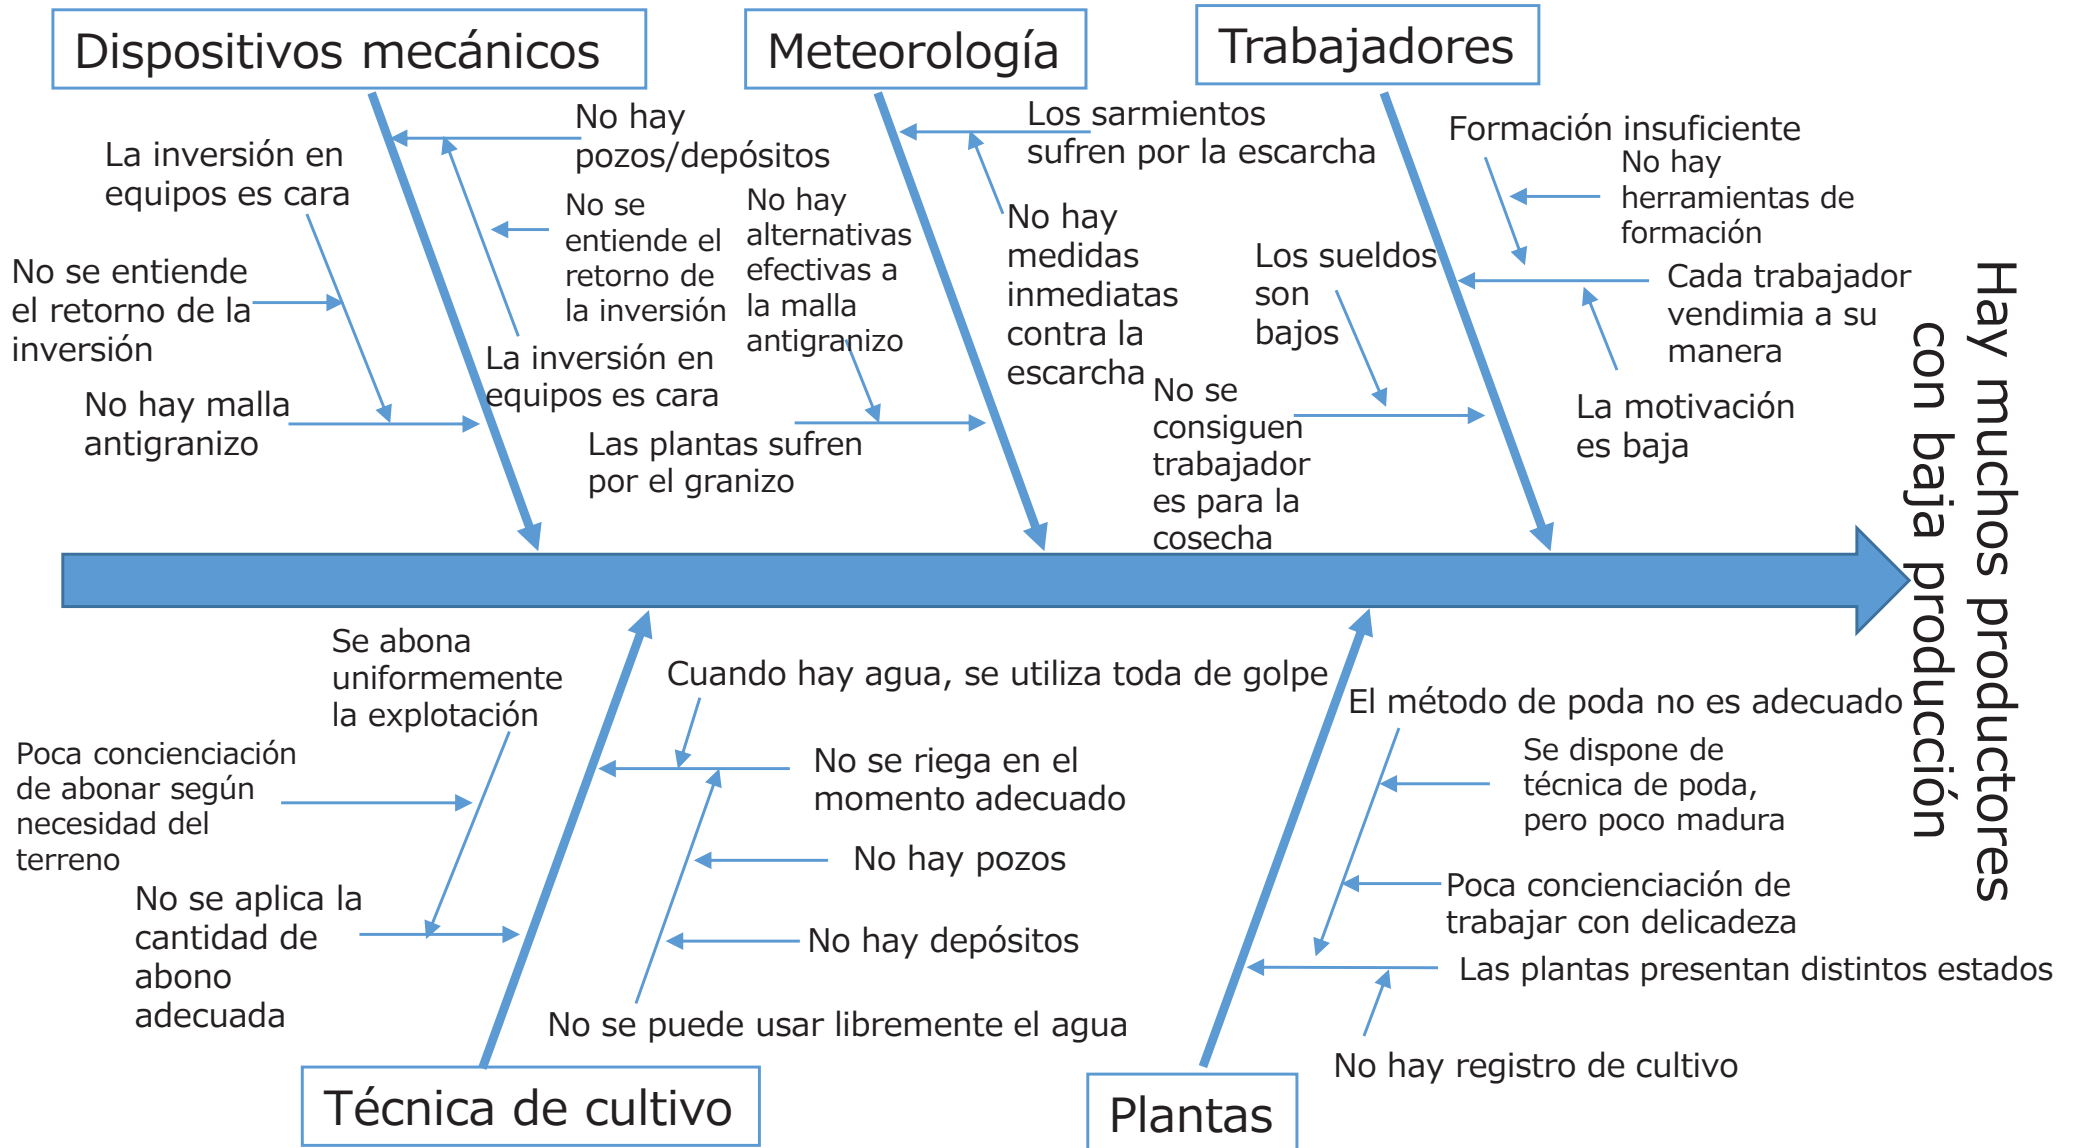 Dispositivos mecánicos
Meteorología
Trabajadores
No hay
pozos/depósitos
La inversión en
equipos es cara
No se
entiende el
retorno de
la inversión
No se entiende
el retorno de la
inversión
La inversión en
equipos es cara
No hay malla
antigranizo
Los sarmientos
sufren por la escarcha
No hay
alternativas
efectivas a
la malla
antigranizo
No hay
medidas
inmediatas
contra la
escarcha
Las plantas sufren
por el granizo
Formación insuficiente
No hay
herramientas de
formación
Los sueldos
son
bajos
Cada trabajador
vendimia a su
manera
No se
consiguen
trabajador
es para la
cosecha
La motivación
es baja
Hay muchos productores
con baja producción
Se abona
uniformemente
la explotación
Cuando hay agua, se utiliza toda de golpe
Poca concienciación
de abonar según
necesidad del
terreno
No se riega en el
momento adecuado
No hay pozos
No se aplica la
cantidad de
abono
adecuada
No hay depósitos
No se puede usar libremente el agua
El método de poda no es adecuado
Se dispone de
técnica de poda,
pero poco madura
Poca concienciación de
trabajar con delicadeza
Las plantas presentan distintos estados
No hay registro de cultivo
Técnica de cultivo
Plantas